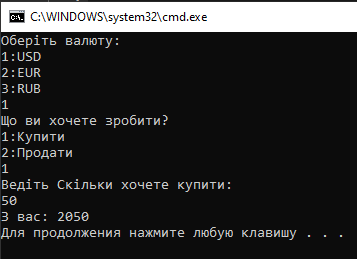 C:\WINDOWS\system32\cmd.exe
Оберіть валюту:
1:USD
2:EUR
3:RUB
1
Що ви хочете зробити?
1:Купити
2:Продати
1
Ведіть Скільки хочете купити:
50
З вас: 2050
Для продолжения нажмите любую клавишу . . .